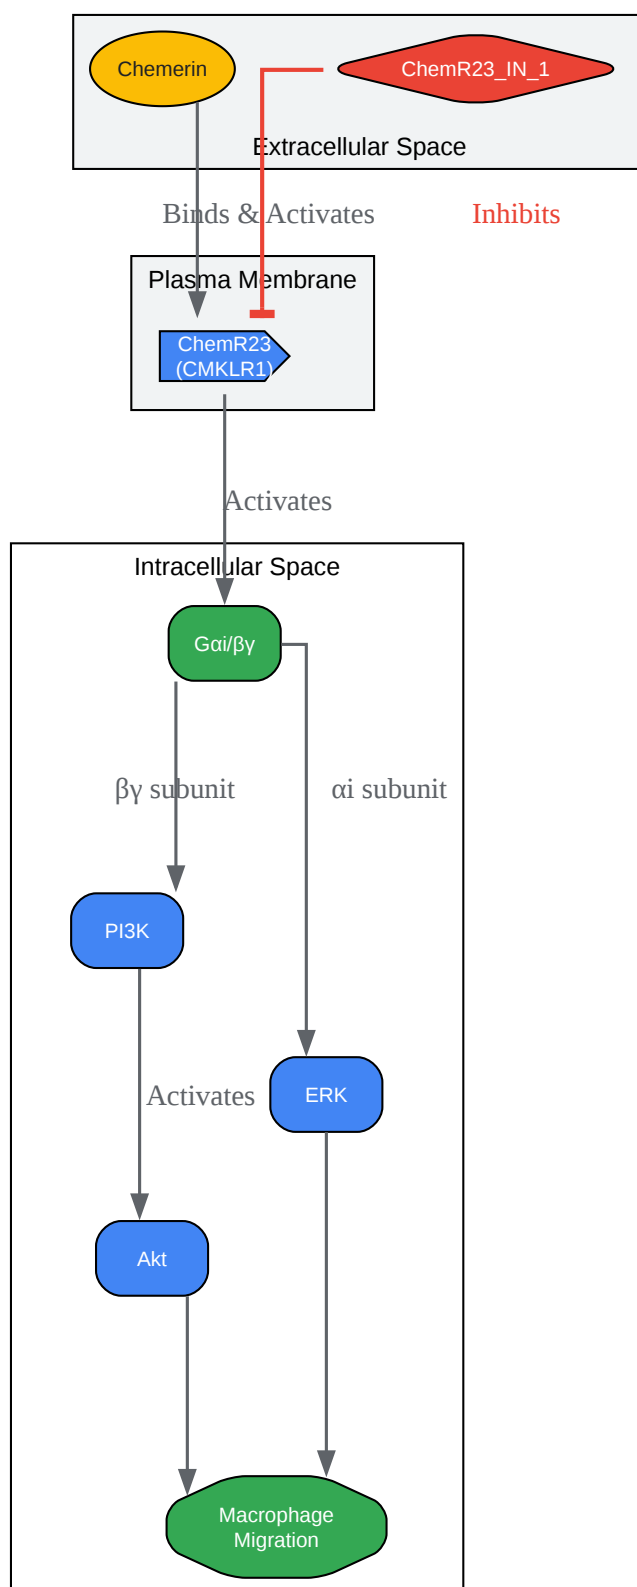 Chemerin
ChemR23_IN_1
Extracellular Space
Binds & Activates
Inhibits
Plasma Membrane
ChemR23
(CMKLR1)
Activates
Intracellular Space
Gαi/βγ
βγ subunit
αi subunit
PI3K
Activates
ERK
Akt
Macrophage
Migration